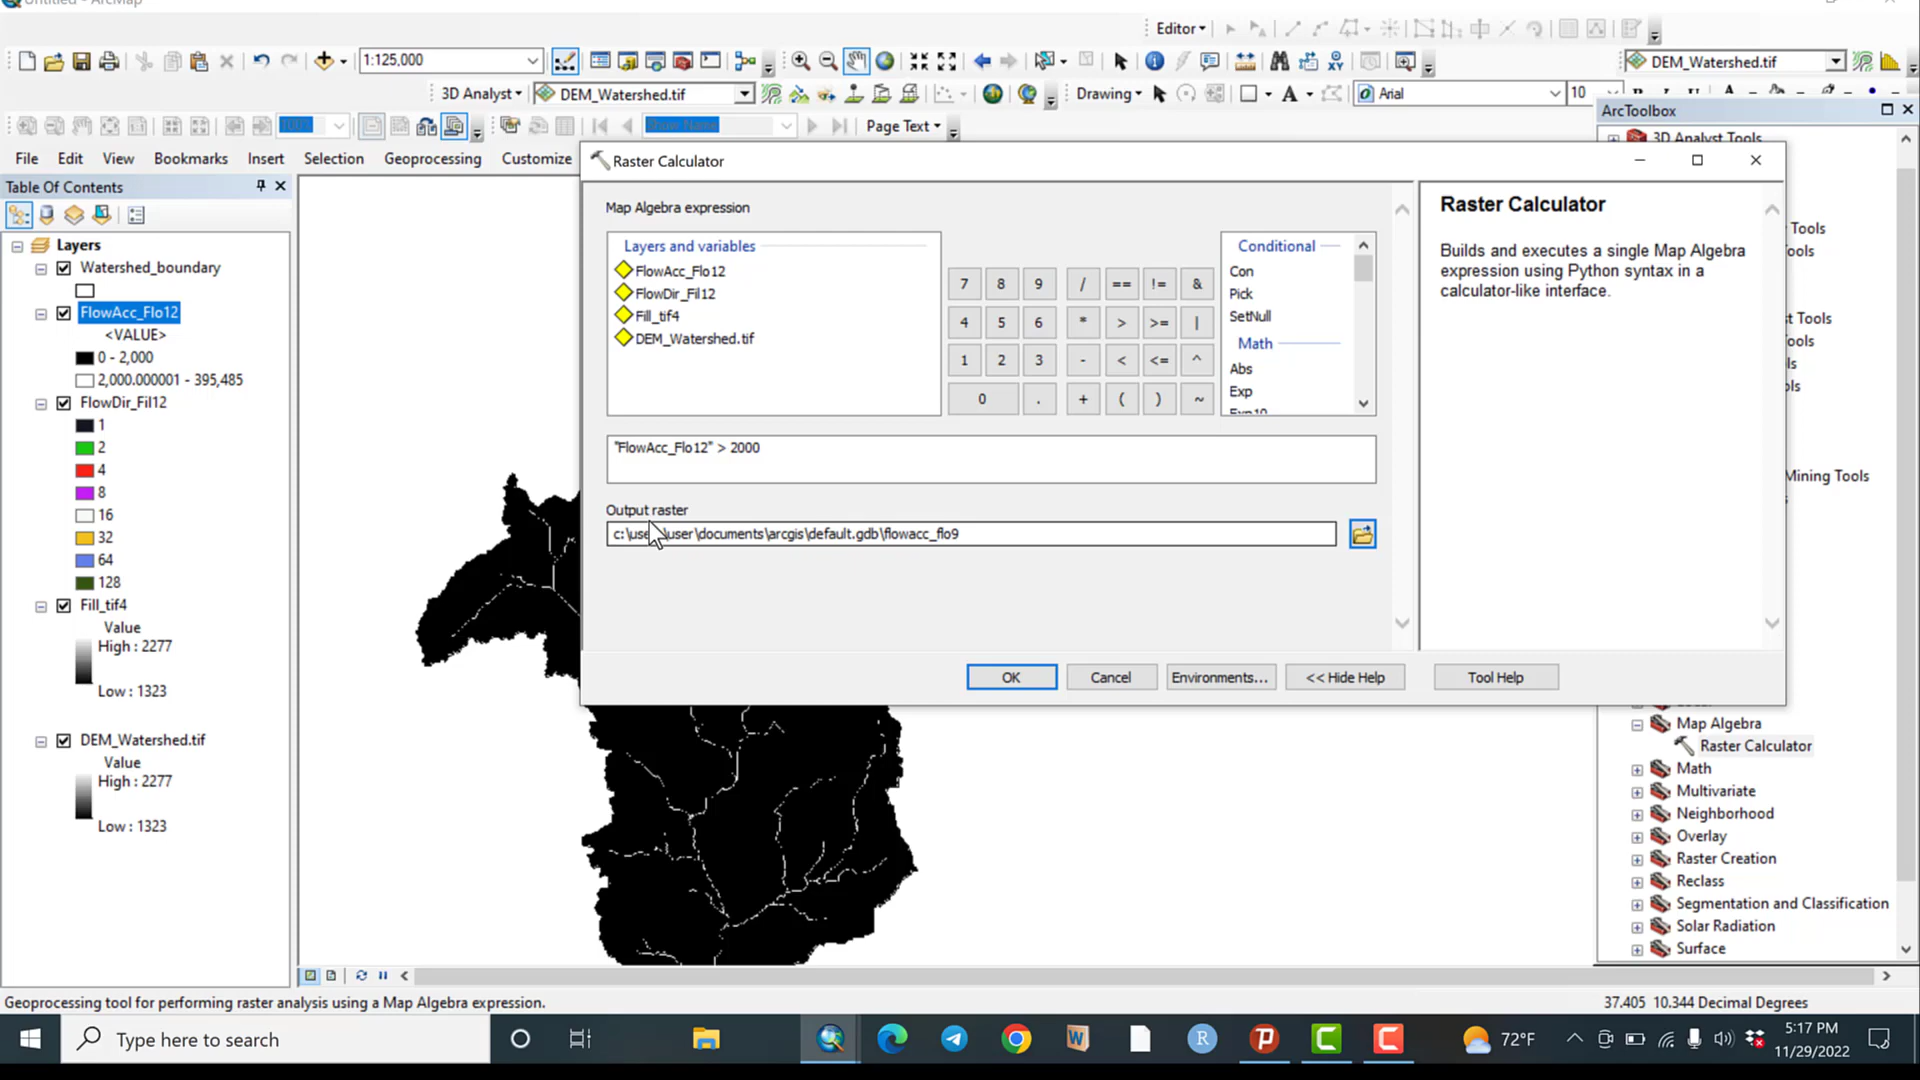 Untitled - ArcMap
Editor
1:125,000
DEM_Watershed.tif
3D Analyst
DEM_Watershed.tif
Drawing
Arial
10
ArcToolbox
100%
Page Text
3D Analyst Tools
File Edit View Bookmarks Insert Selection Geoprocessing Customize
Raster Calculator
Table Of Contents
Map Algebra expression
Raster Calculator
Builds and executes a single Map Algebra
expression using Python syntax in a
calculator-like interface.
Layers
Watershed_boundary
FlowAcc_Flo12
<VALUE>
0 - 2,000
2,000.000001 - 395,485
FlowDir_Fil12
1
2
4
8
16
32
64
128
Fill_tif4
Value
High : 2277
Low : 1323
DEM_Watershed.tif
Value
High : 2277
Low : 1323
Layers and variables
FlowAcc_Flo12
FlowDir_Fil12
Fill_tif4
DEM_Watershed.tif
7 8 9 / == != &
4 5 6 * > >= |
1 2 3 - < <= ^
0 . + ( ) ~
Conditional
Con
Pick
SetNull
Math
Abs
Exp
Exp10
"FlowAcc_Flo12" > 2000
Output raster
c:\use \user\documents\arcgis\default.gdb\flowacc_flo9
OK Cancel Environments... << Hide Help Tool Help
Tools
ols
st Tools
ols
ls
Mining Tools
Map Algebra
Raster Calculator
Math
Multivariate
Neighborhood
Overlay
Raster Creation
Reclass
Segmentation and Classification
Solar Radiation
Surface
Geoprocessing tool for performing raster analysis using a Map Algebra expression.
37.405 10.344 Decimal Degrees
Type here to search
72°F
5:17 PM
11/29/2022